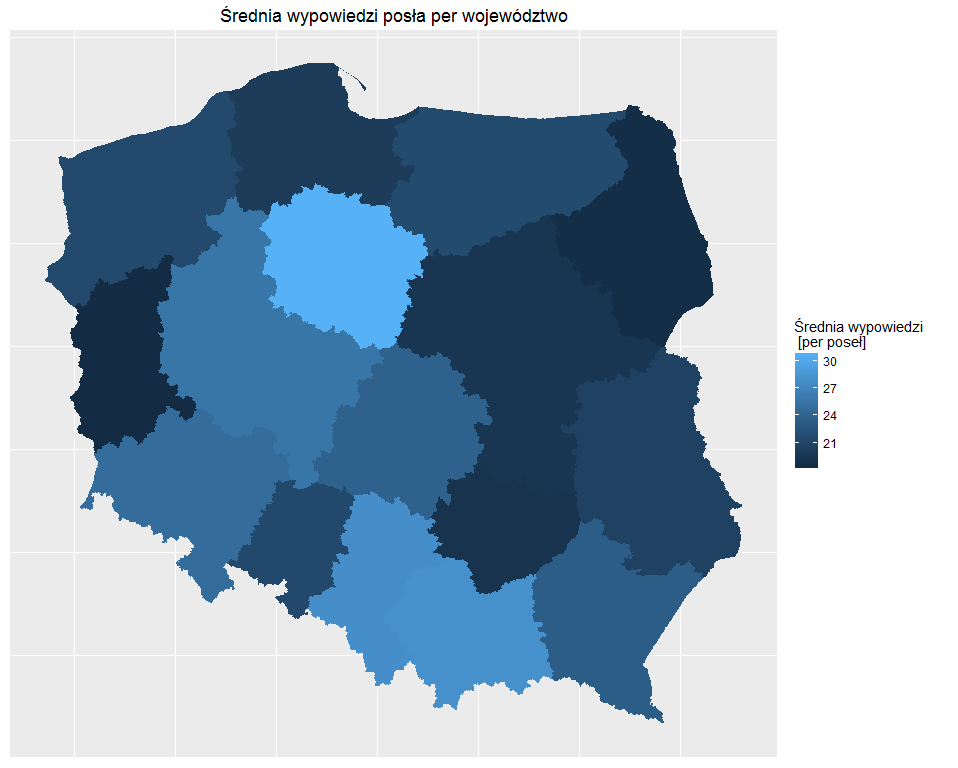 Średnia wypowiedzi posła per województwo
Średnia wypowiedzi
[per poseł]
30
27
24
21